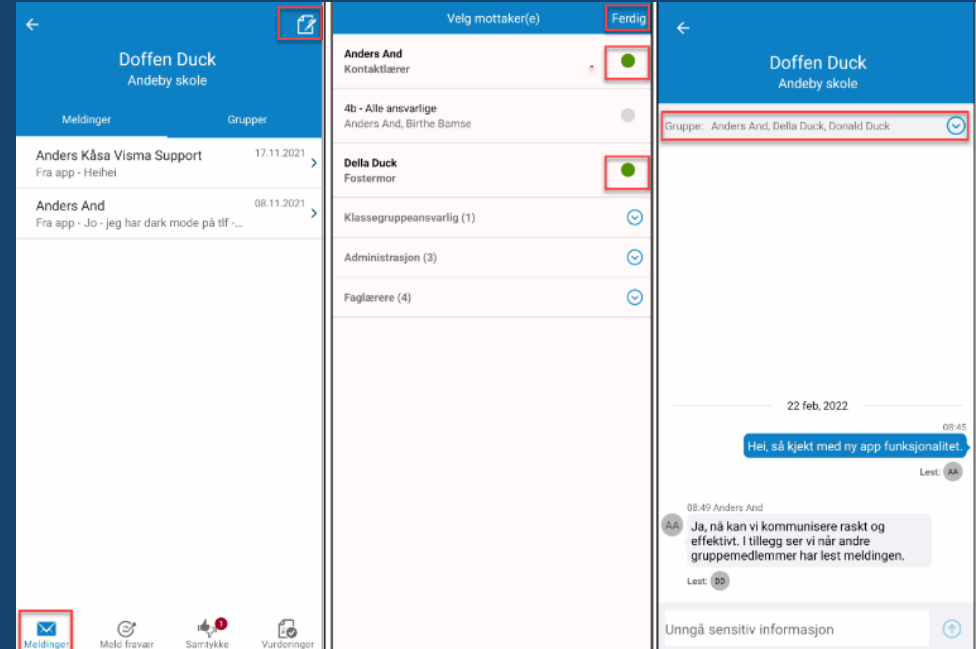 Doffen Duck
Andeby skole
Meldinger
Grupper
Anders Kåsa Visma Support
17.11.2021
Fra app - Heihei
Anders And
08.11.2021
Fra app - Jo - jeg har dark mode på tlf -...
Meldinger
Meld fravær
1
Samtykke
Vurderinger
Velg mottaker(e)
Ferdig
Anders And
Kontaktlærer
4b - Alle ansvarlige
Anders And, Birthe Bamse
Della Duck
Fostermor
Klassegruppeansvarlig (1)
Administrasjon (3)
Faglærere (4)
Doffen Duck
Andeby skole
Gruppe: Anders And, Della Duck, Donald Duck
22 feb, 2022
08:45
Hei, så kjekt med ny app funksjonalitet.
Lest: AA
08:49 Anders And
AA
Ja, nå kan vi kommunisere raskt og
effektivt. I tillegg ser vi når andre
gruppemedlemmer har lest meldingen.
Lest: DD
Unngå sensitiv informasjon